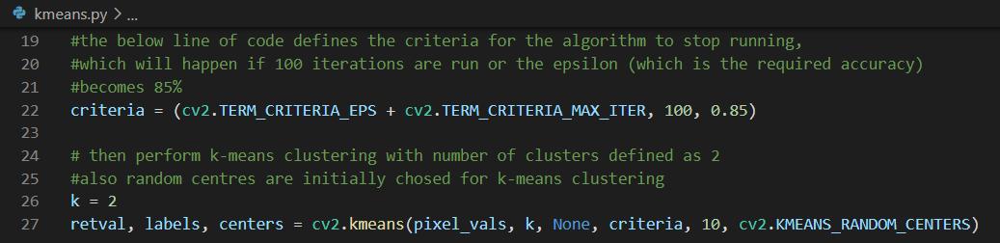 kmeans.py > ...
19 #the below line of code defines the criteria for the algorithm to stop running,
20 #which will happen if 100 iterations are run or the epsilon (which is the required accuracy)
21 #becomes 85%
22 criteria = (cv2.TERM_CRITERIA_EPS + cv2.TERM_CRITERIA_MAX_ITER, 100, 0.85)
23
24 # then perform k-means clustering with number of clusters defined as 2
25 #also random centres are initially chosed for k-means clustering
26 k = 2
27 retval, labels, centers = cv2.kmeans(pixel_vals, k, None, criteria, 10, cv2.KMEANS_RANDOM_CENTERS)